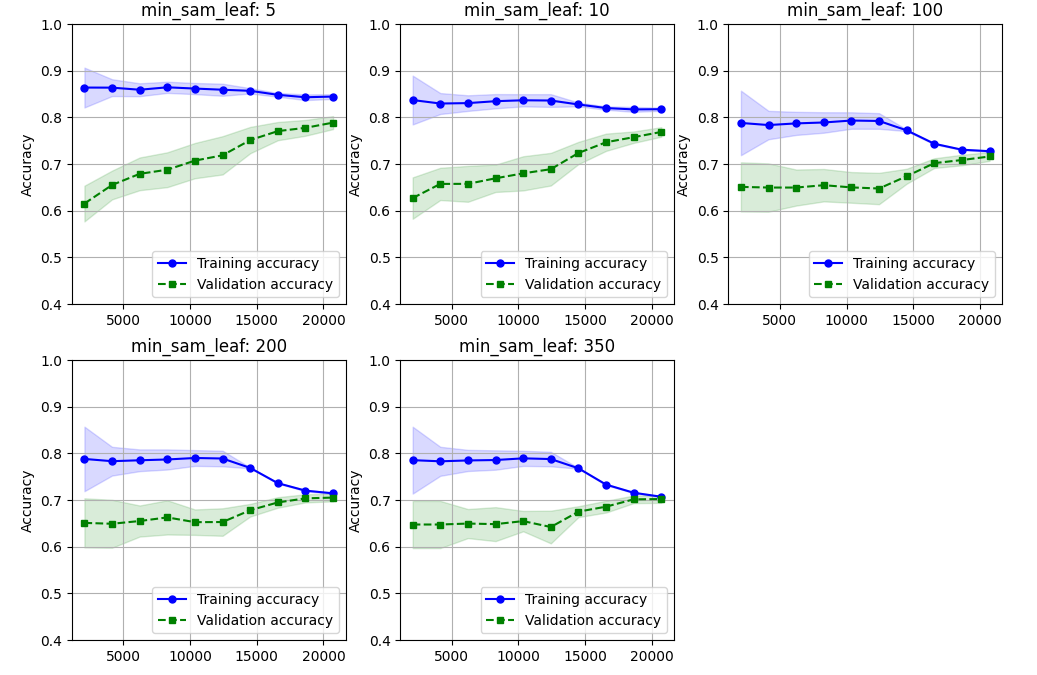 min_sam_leaf: 5
1.0
0.9
0.8
0.7
0.6
0.5
0.4
Accuracy
Training accuracy
Validation accuracy
5000 10000 15000 20000
min_sam_leaf: 10
1.0
0.9
0.8
0.7
0.6
0.5
0.4
Accuracy
Training accuracy
Validation accuracy
5000 10000 15000 20000
min_sam_leaf: 100
1.0
0.9
0.8
0.7
0.6
0.5
0.4
Accuracy
Training accuracy
Validation accuracy
5000 10000 15000 20000
min_sam_leaf: 200
1.0
0.9
0.8
0.7
0.6
0.5
0.4
Accuracy
Training accuracy
Validation accuracy
5000 10000 15000 20000
min_sam_leaf: 350
1.0
0.9
0.8
0.7
0.6
0.5
0.4
Accuracy
Training accuracy
Validation accuracy
5000 10000 15000 20000